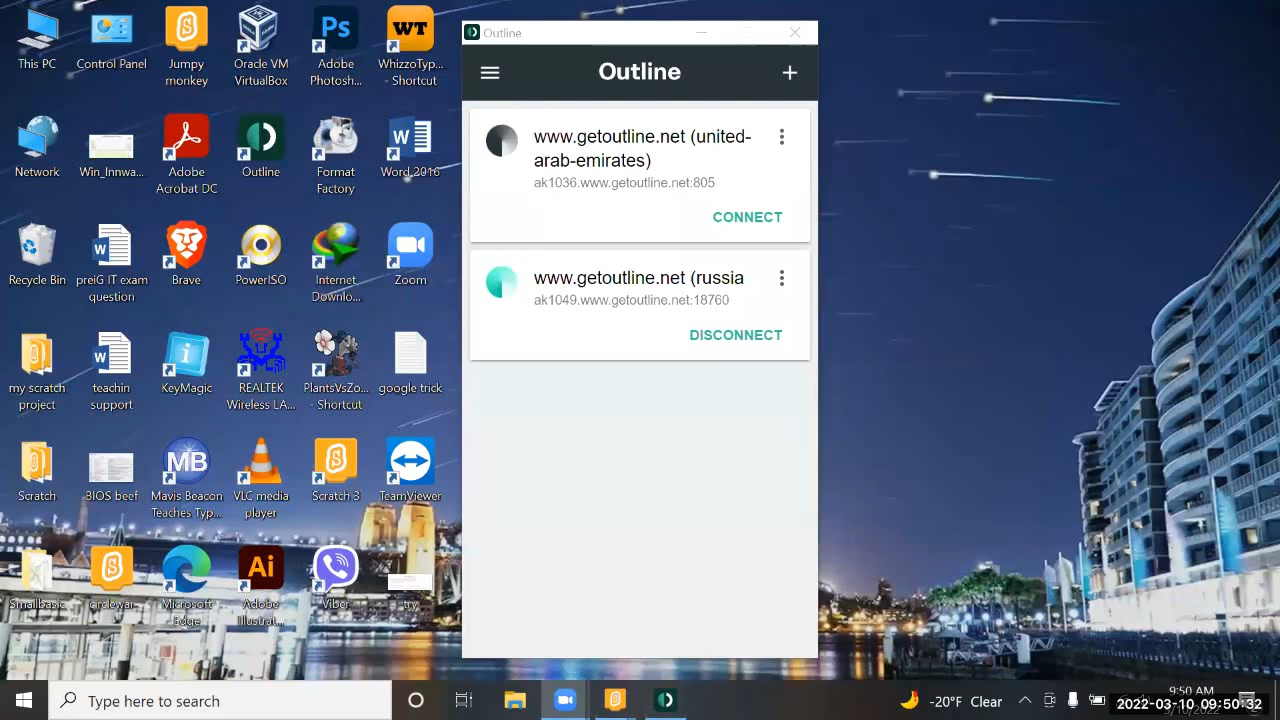 This PC
Control Panel
Jumpy
monkey
Oracle VM
VirtualBox
Ps
Adobe
Photosh...
WT
WhizzoTyp...
- Shortcut
Network
Win_Innwa...
Adobe
Acrobat DC
Outline
Format
Factory
W
Word 2016
Recycle Bin
W
preiG IT exam
question
Brave
PowerISO
Internet
Downlo...
Zoom
my scratch
project
W
teachin
support
i
KeyMagic
REALTEK
Wireless LA...
PlantsVsZo...
- Shortcut
google trick
Scratch
BIOS beef
MB
Mavis Beacon
Teaches Typ...
VLC media
player
Scratch 3
TeamViewer
Smallbasic
circlewar
Microsoft
Edge
Ai
Adobe
Illustrat...
Viber
try
Outline
Outline
www.getoutline.net (united-
arab-emirates)
ak1036.www.getoutline.net:805
CONNECT
www.getoutline.net (russia
ak1049.www.getoutline.net:18760
DISCONNECT
Type here to search
-20°F Clear
9:50 AM
2022-03-10 09:50:32